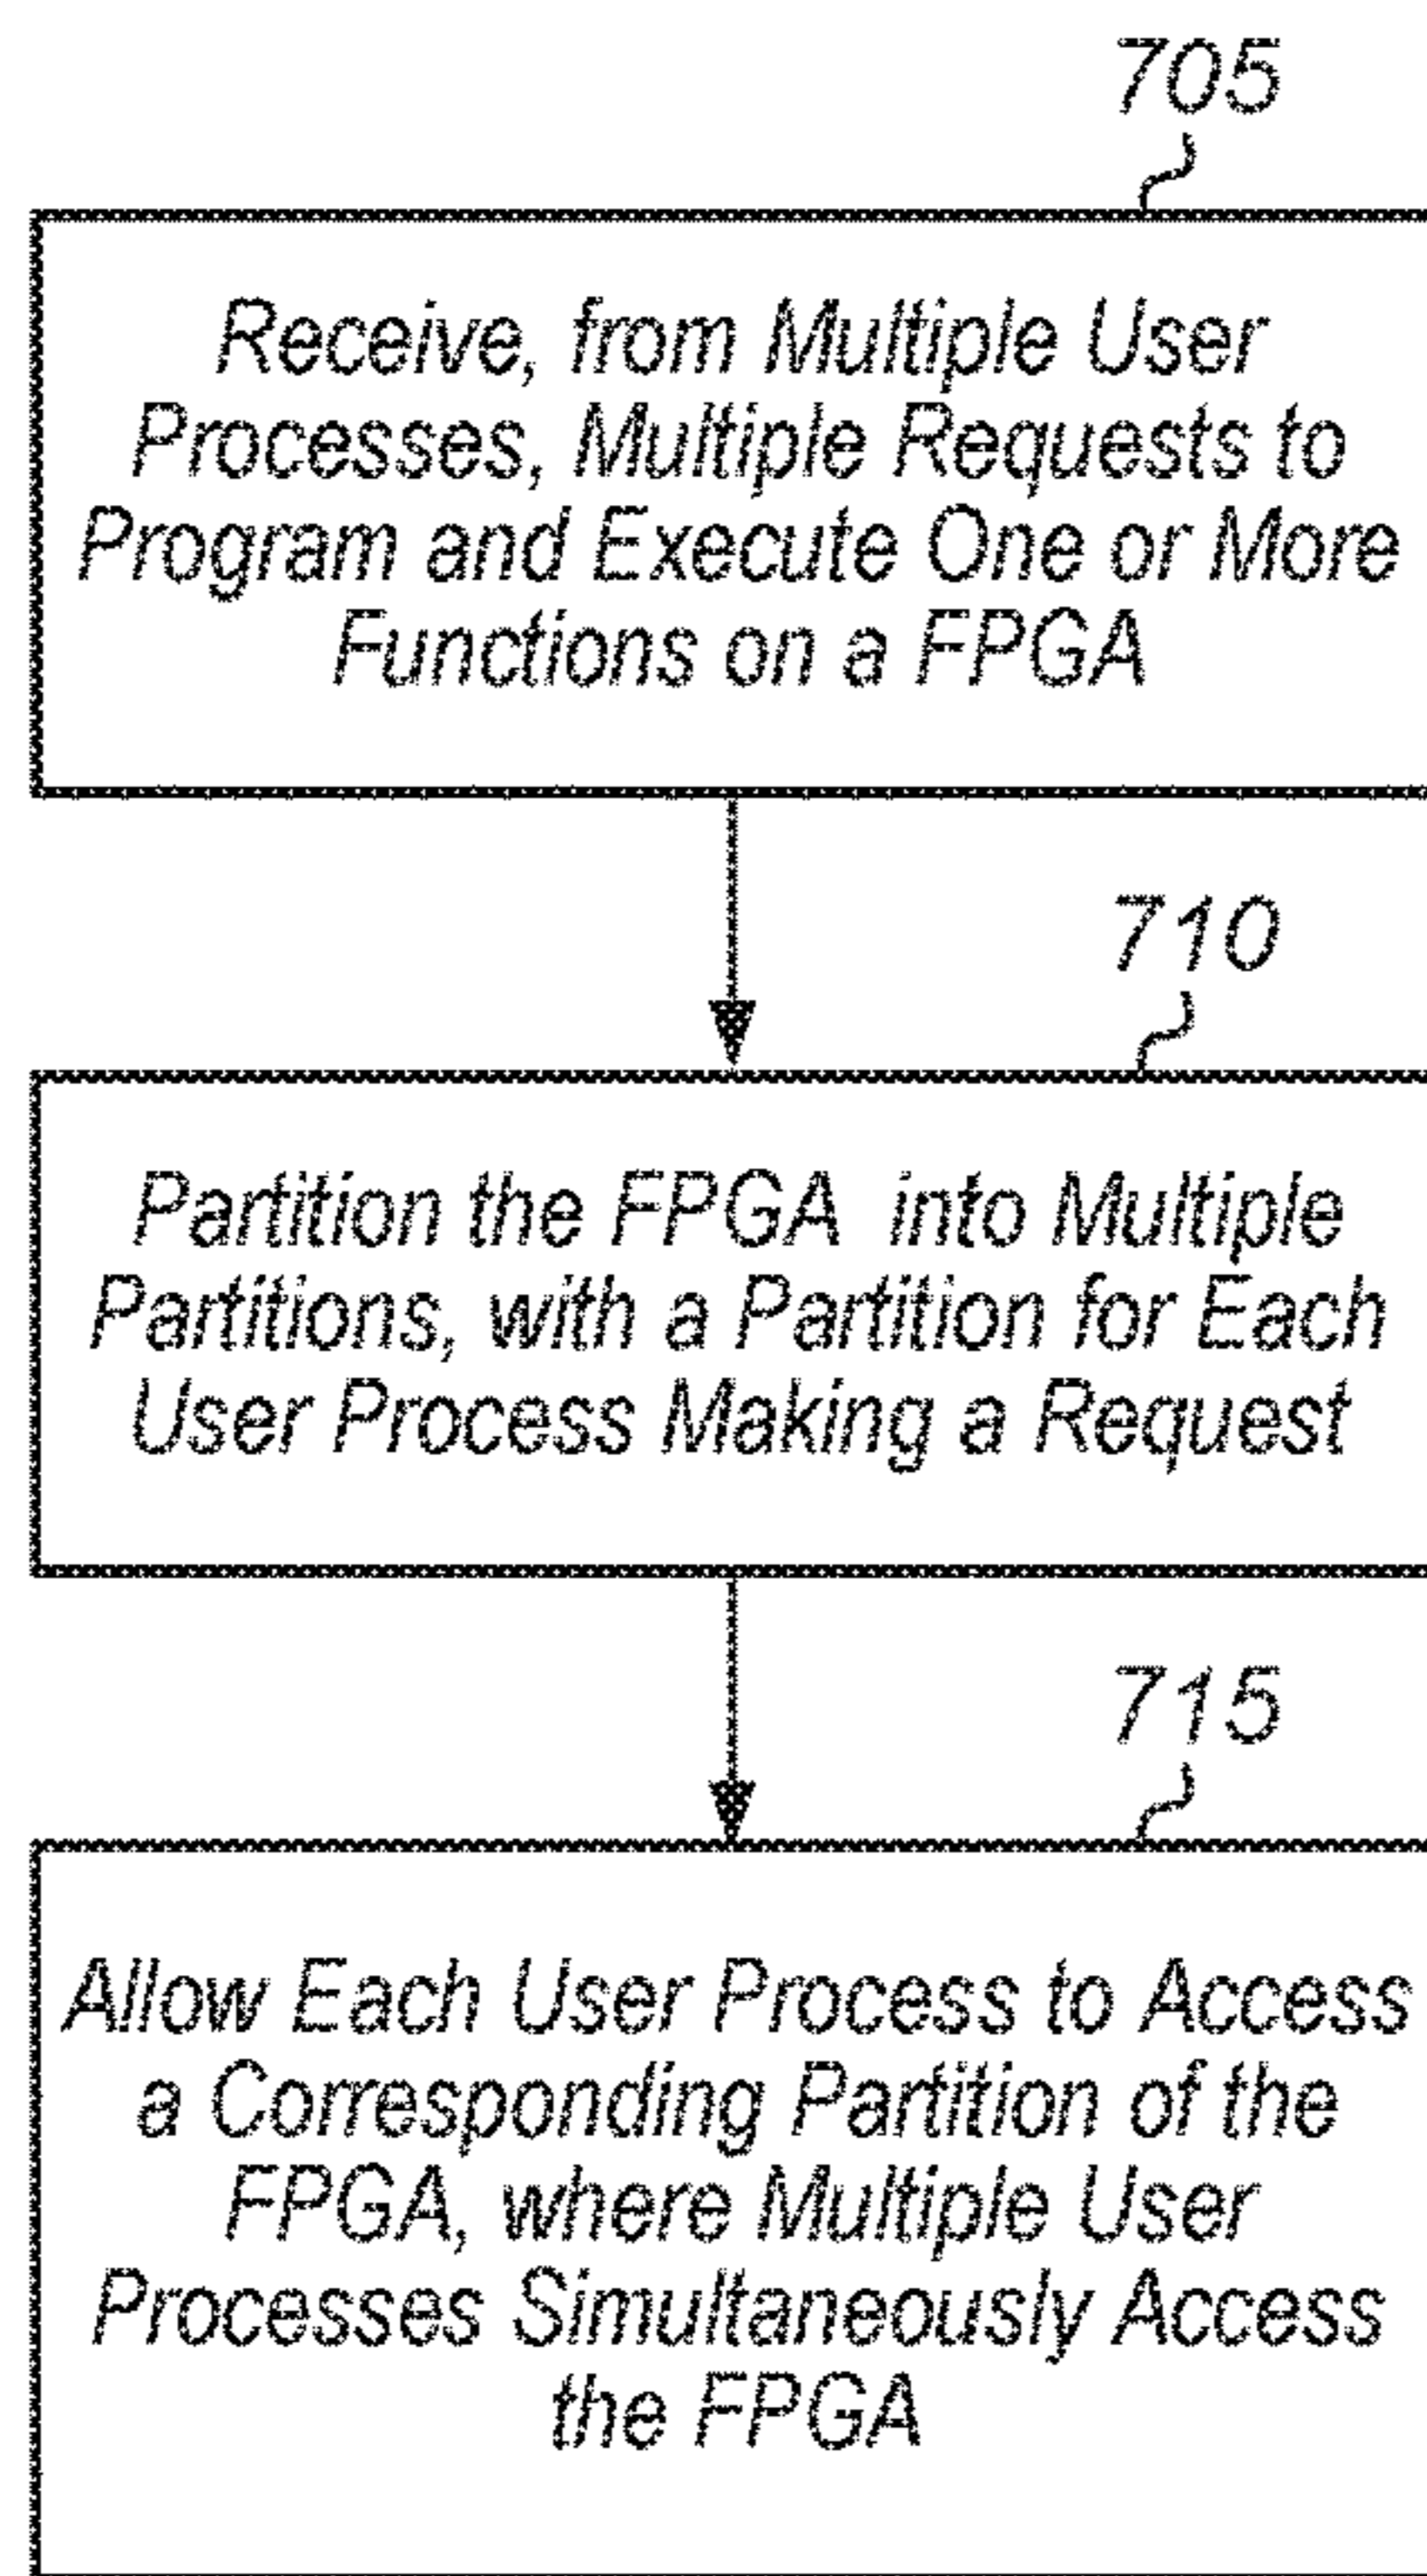 705
Receive, from Multiple User
Processes, Multiple Requests to
Program and Execute One or More
Functions on a FPGA
710
Partition the FPGA into Multiple
Partitions, with a Partition for Each
User Process Making a Request
715
Allow Each User Process to Access
a Corresponding Partition of the
FPGA, where Multiple User
Processes Simultaneously Access
the FPGA